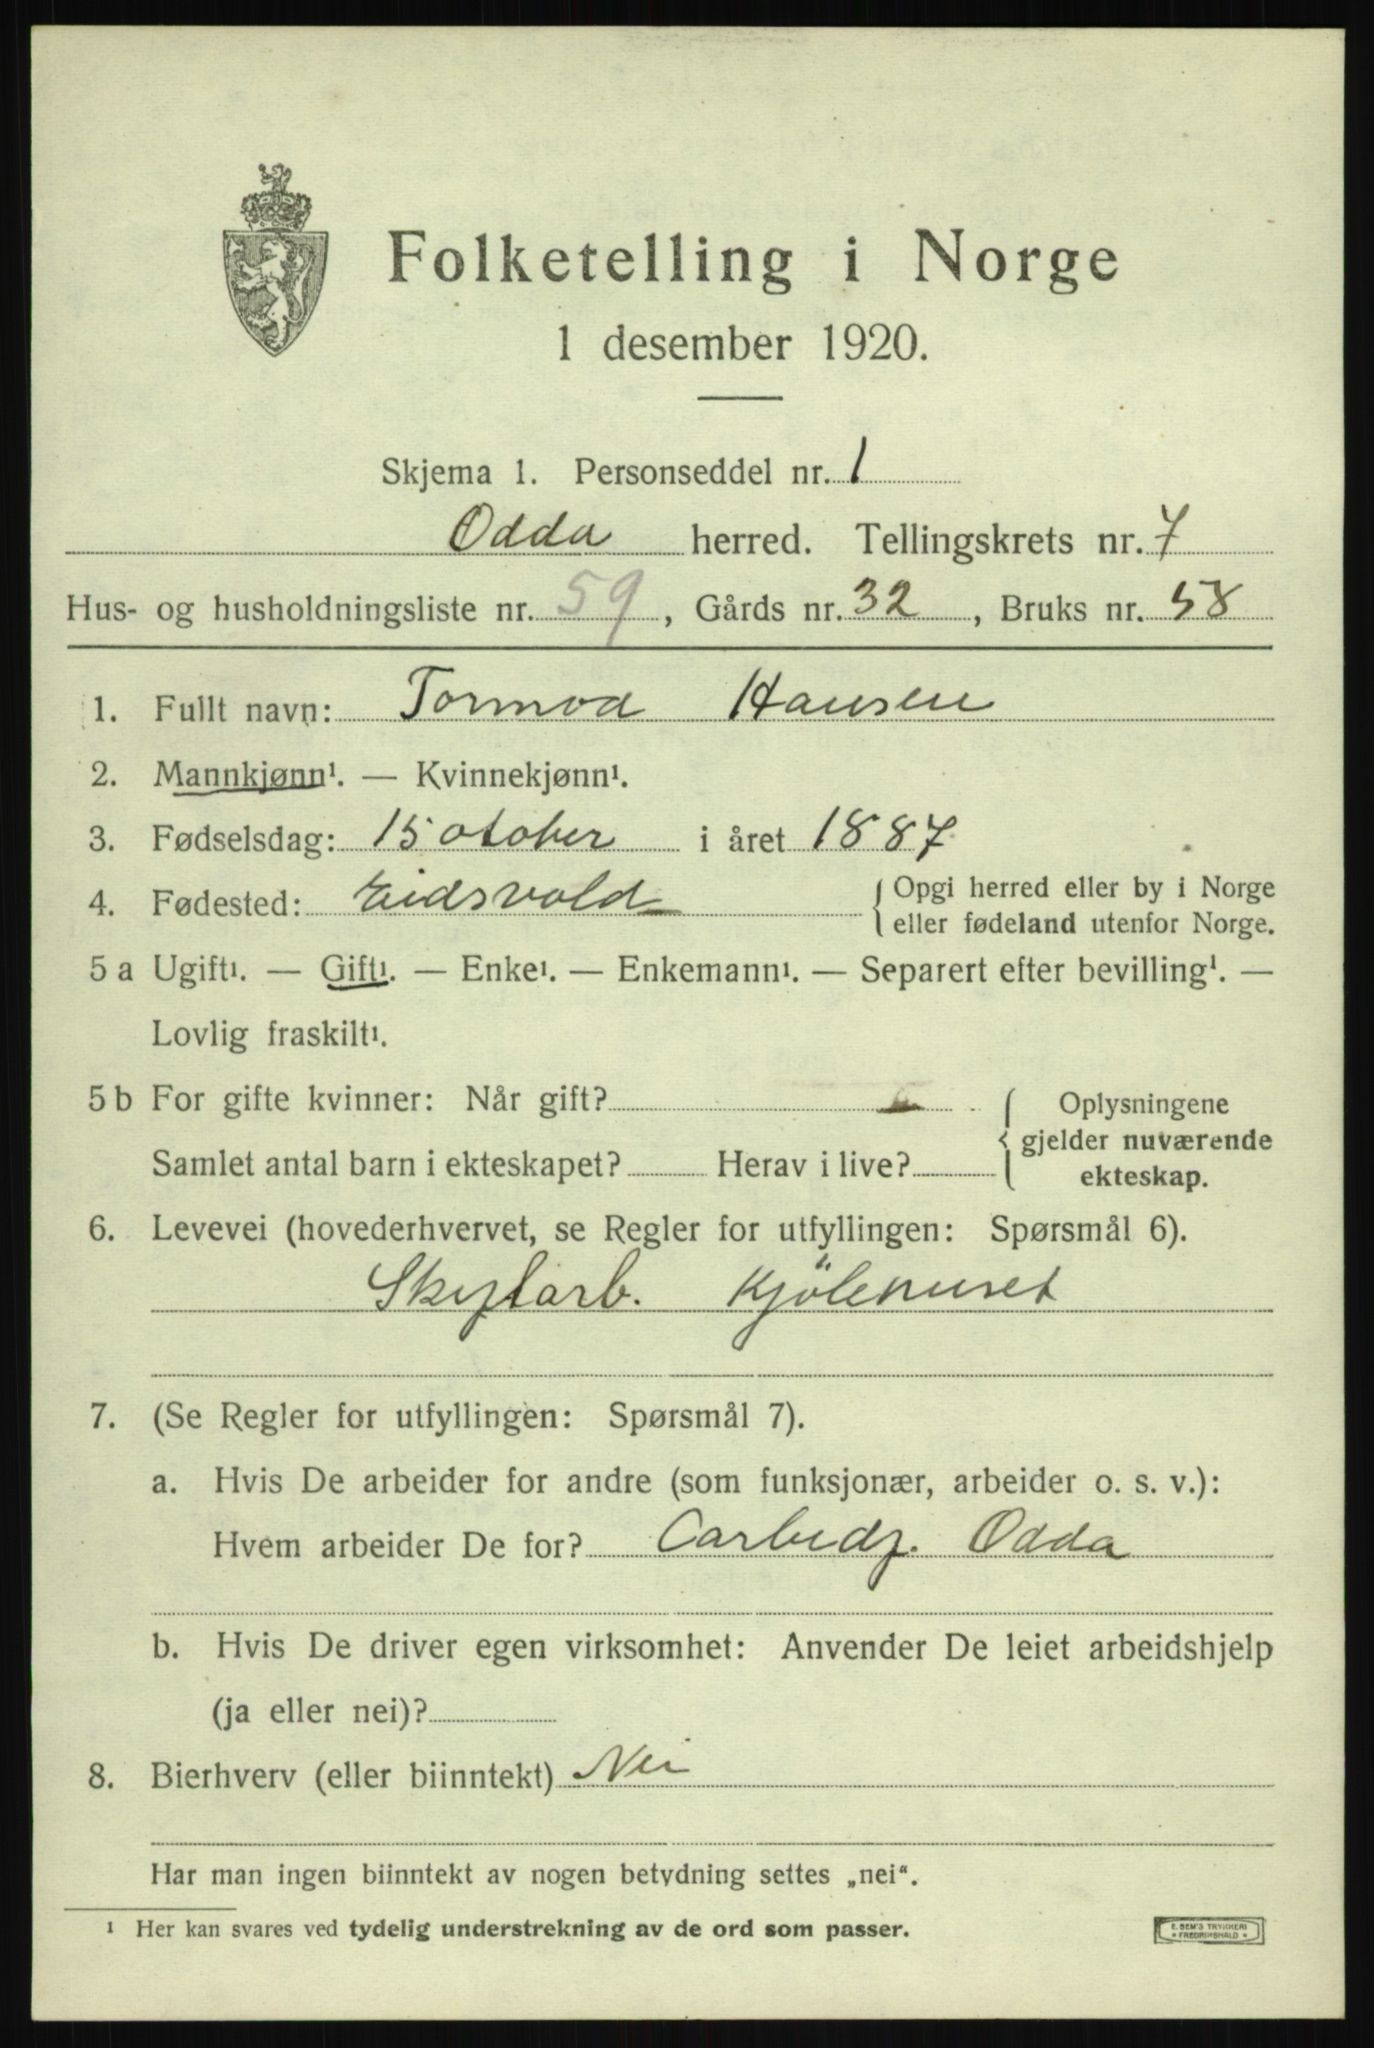 Folketelling i Norge
1 desember 1920.
Skjema 1. Personseddel nr. 1
Odda herred. Tellingskrets nr. 7
Hus- og husholdningsliste nr. 59, Gårds nr. 32, Bruks nr. 58
1. Fullt navn: Tormod Hansen
2. Mannkjønn¹. — Kvinnekjønn¹.
3. Fødselsdag: 15 otober i året 1887
4. Fødested: Eidsvold { Opgi herred eller by i Norge
eller fødeland utenfor Norge.
5 a Ugift¹. — Gift¹. — Enke¹. — Enkemann¹. — Separert efter bevilling¹. —
Lovlig fraskilt¹.
5 b For gifte kvinner: Når gift? { Oplysningene
gjelder nuværende
Samlet antal barn i ekteskapet? Herav i live?
ekteskap.
6. Levevei (hovederhvervet, se Regler for utfyllingen: Spørsmål 6).
Skyftarb. Kjölehuset
7. (Se Regler for utfyllingen: Spørsmål 7).
a. Hvis De arbeider for andre (som funksjonær, arbeider o. s. v.):
Hvem arbeider De for? Carbidf. Odda
b. Hvis De driver egen virksomhet: Anvender De leiet arbeidshjelp
(ja eller nei)?
8. Bierhverv (eller biinntekt) Nei
Har man ingen biinntekt av nogen betydning settes „nei“.
¹ Her kan svares ved tydelig understrekning av de ord som passer.
E. SEM'S TRYKKERI
* FREDRIKSHALD *